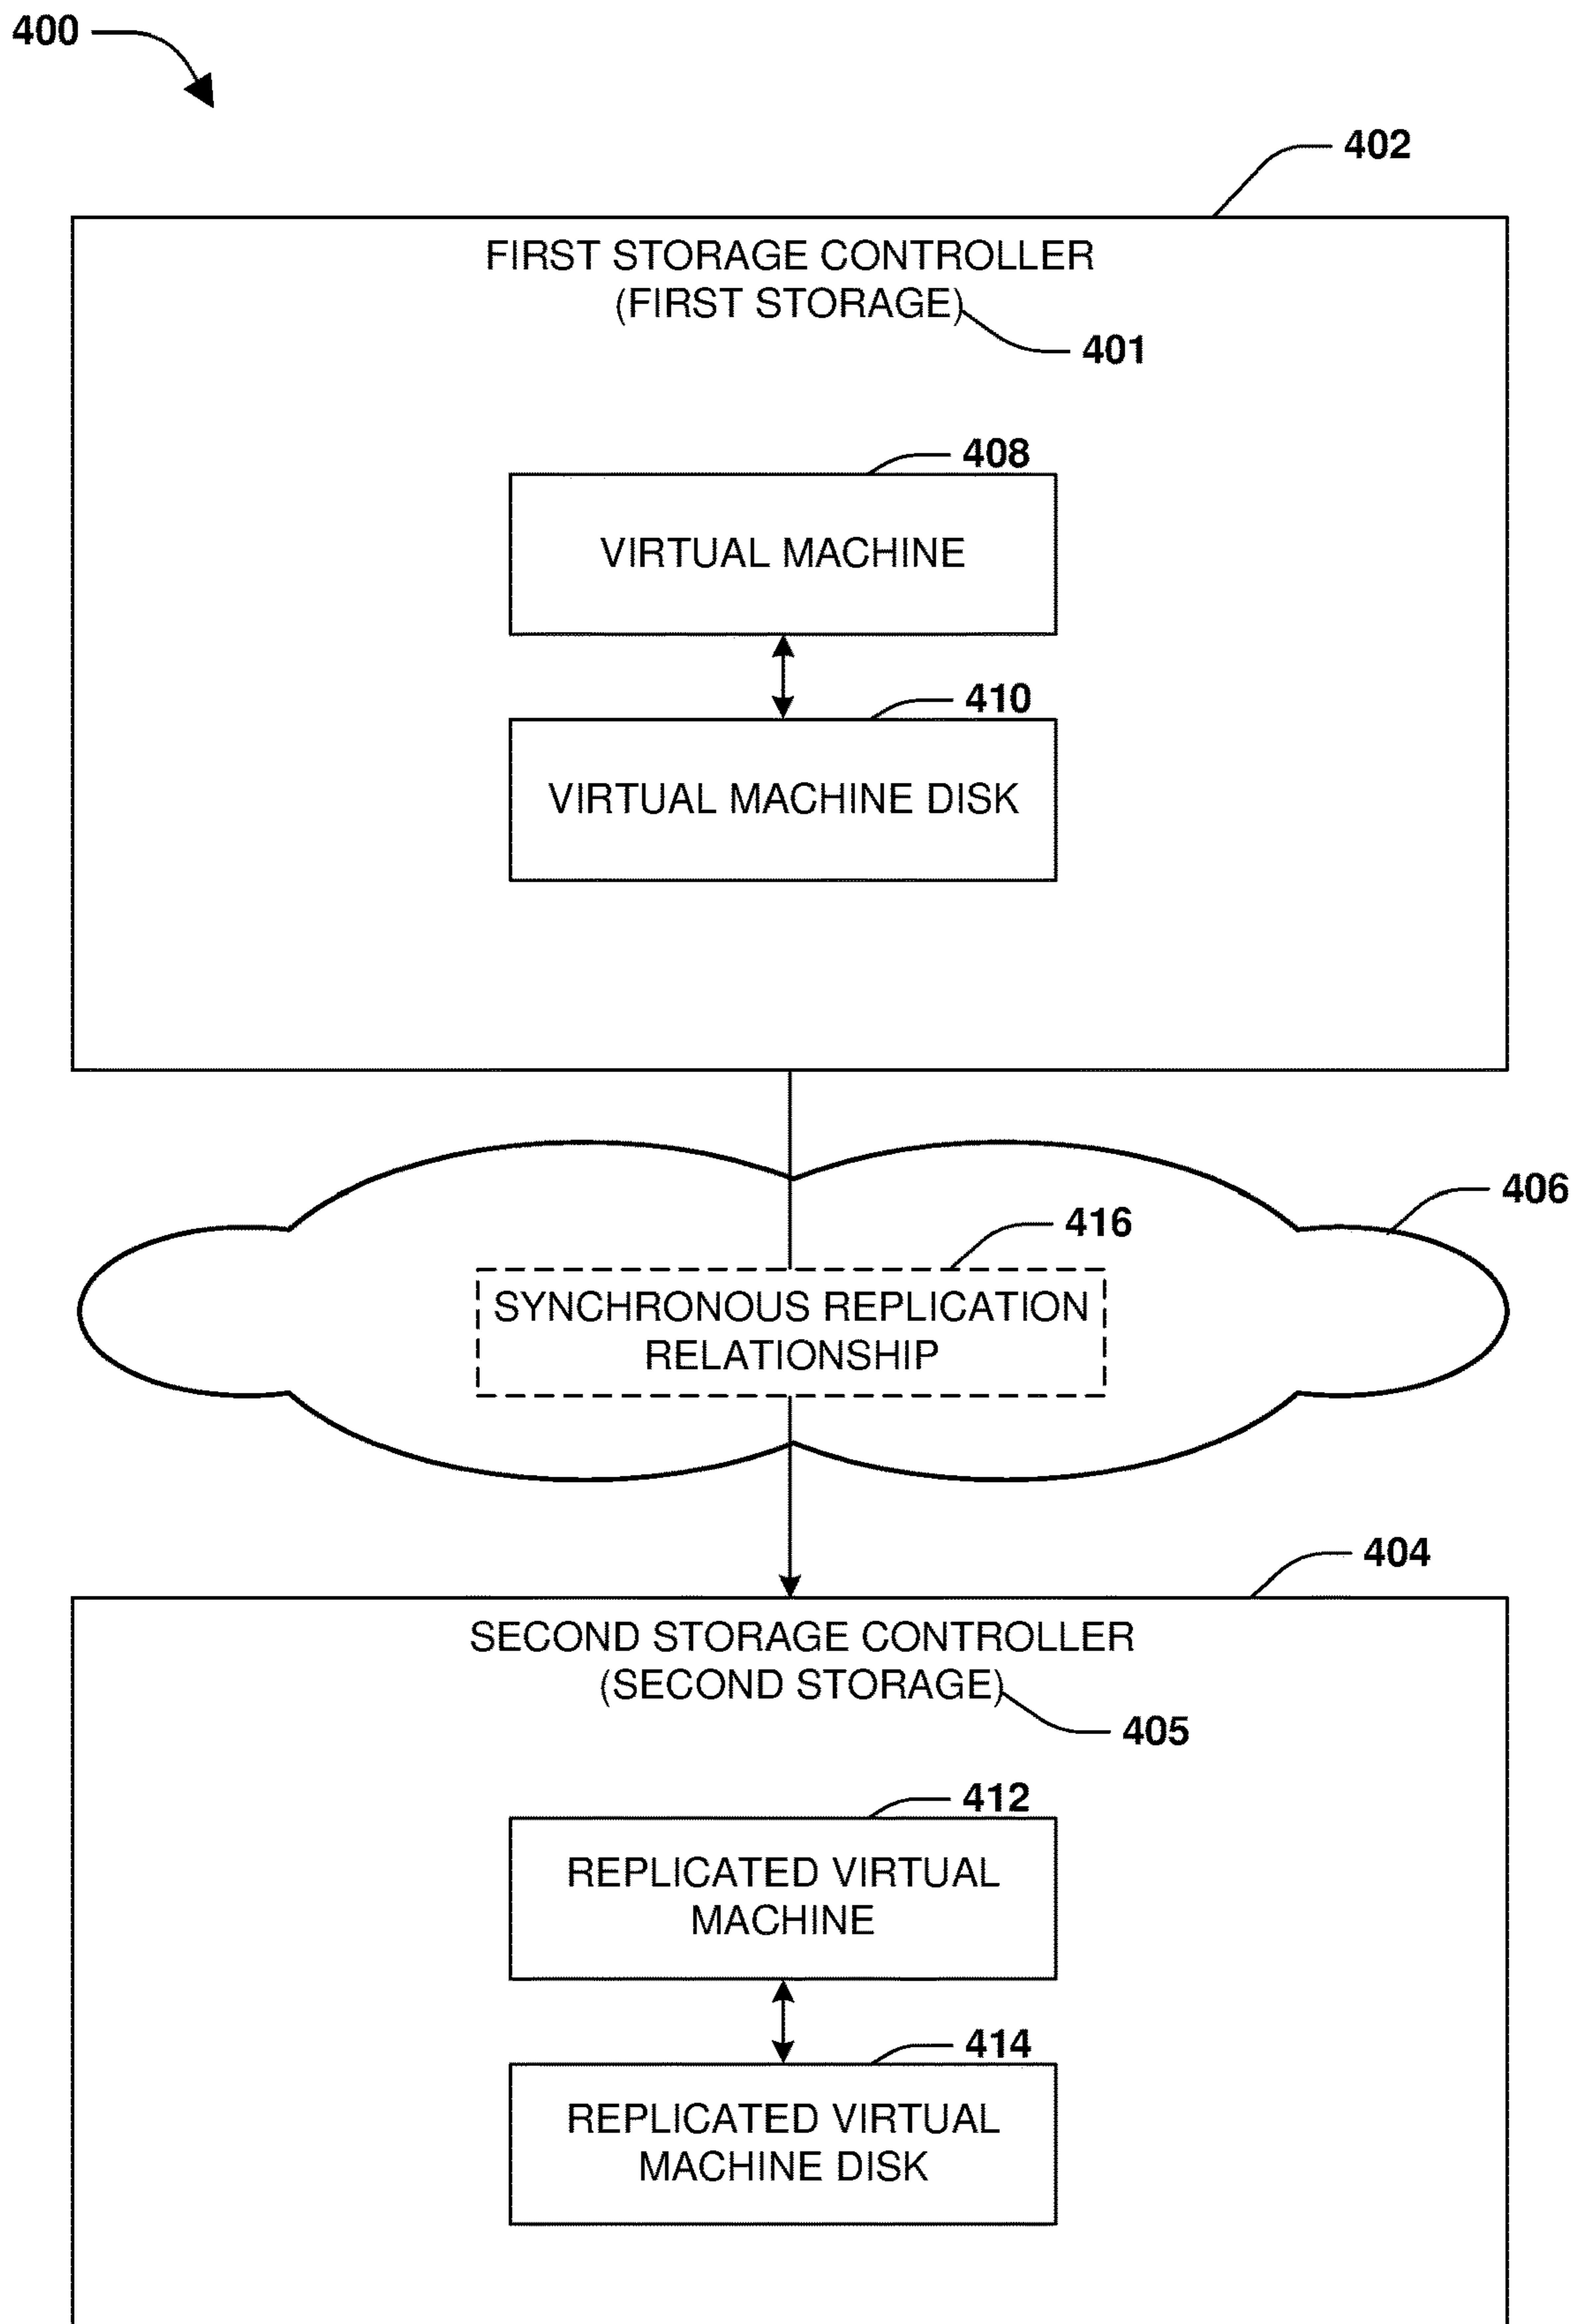 400
402
FIRST STORAGE CONTROLLER
(FIRST STORAGE)
401
408
VIRTUAL MACHINE
410
VIRTUAL MACHINE DISK
406
416
SYNCHRONOUS REPLICATION
RELATIONSHIP
404
SECOND STORAGE CONTROLLER
(SECOND STORAGE)
405
412
REPLICATED VIRTUAL
MACHINE
414
REPLICATED VIRTUAL
MACHINE DISK